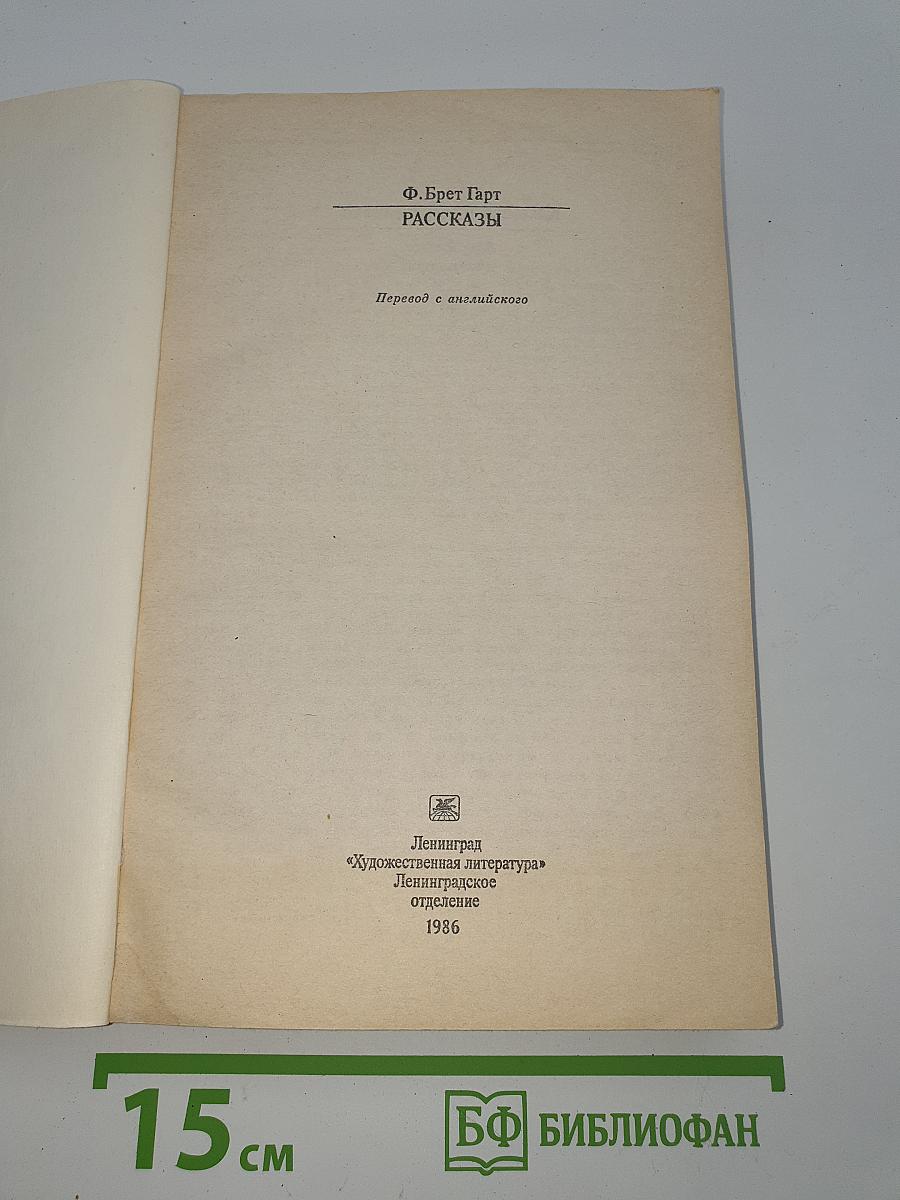 Ф. Брет Гарт
РАССКАЗЫ
Перевод с английского
Ленинград
«Художественная литература»
Ленинградское
отделение
1986
15 см
БФ БИБЛИОФАН